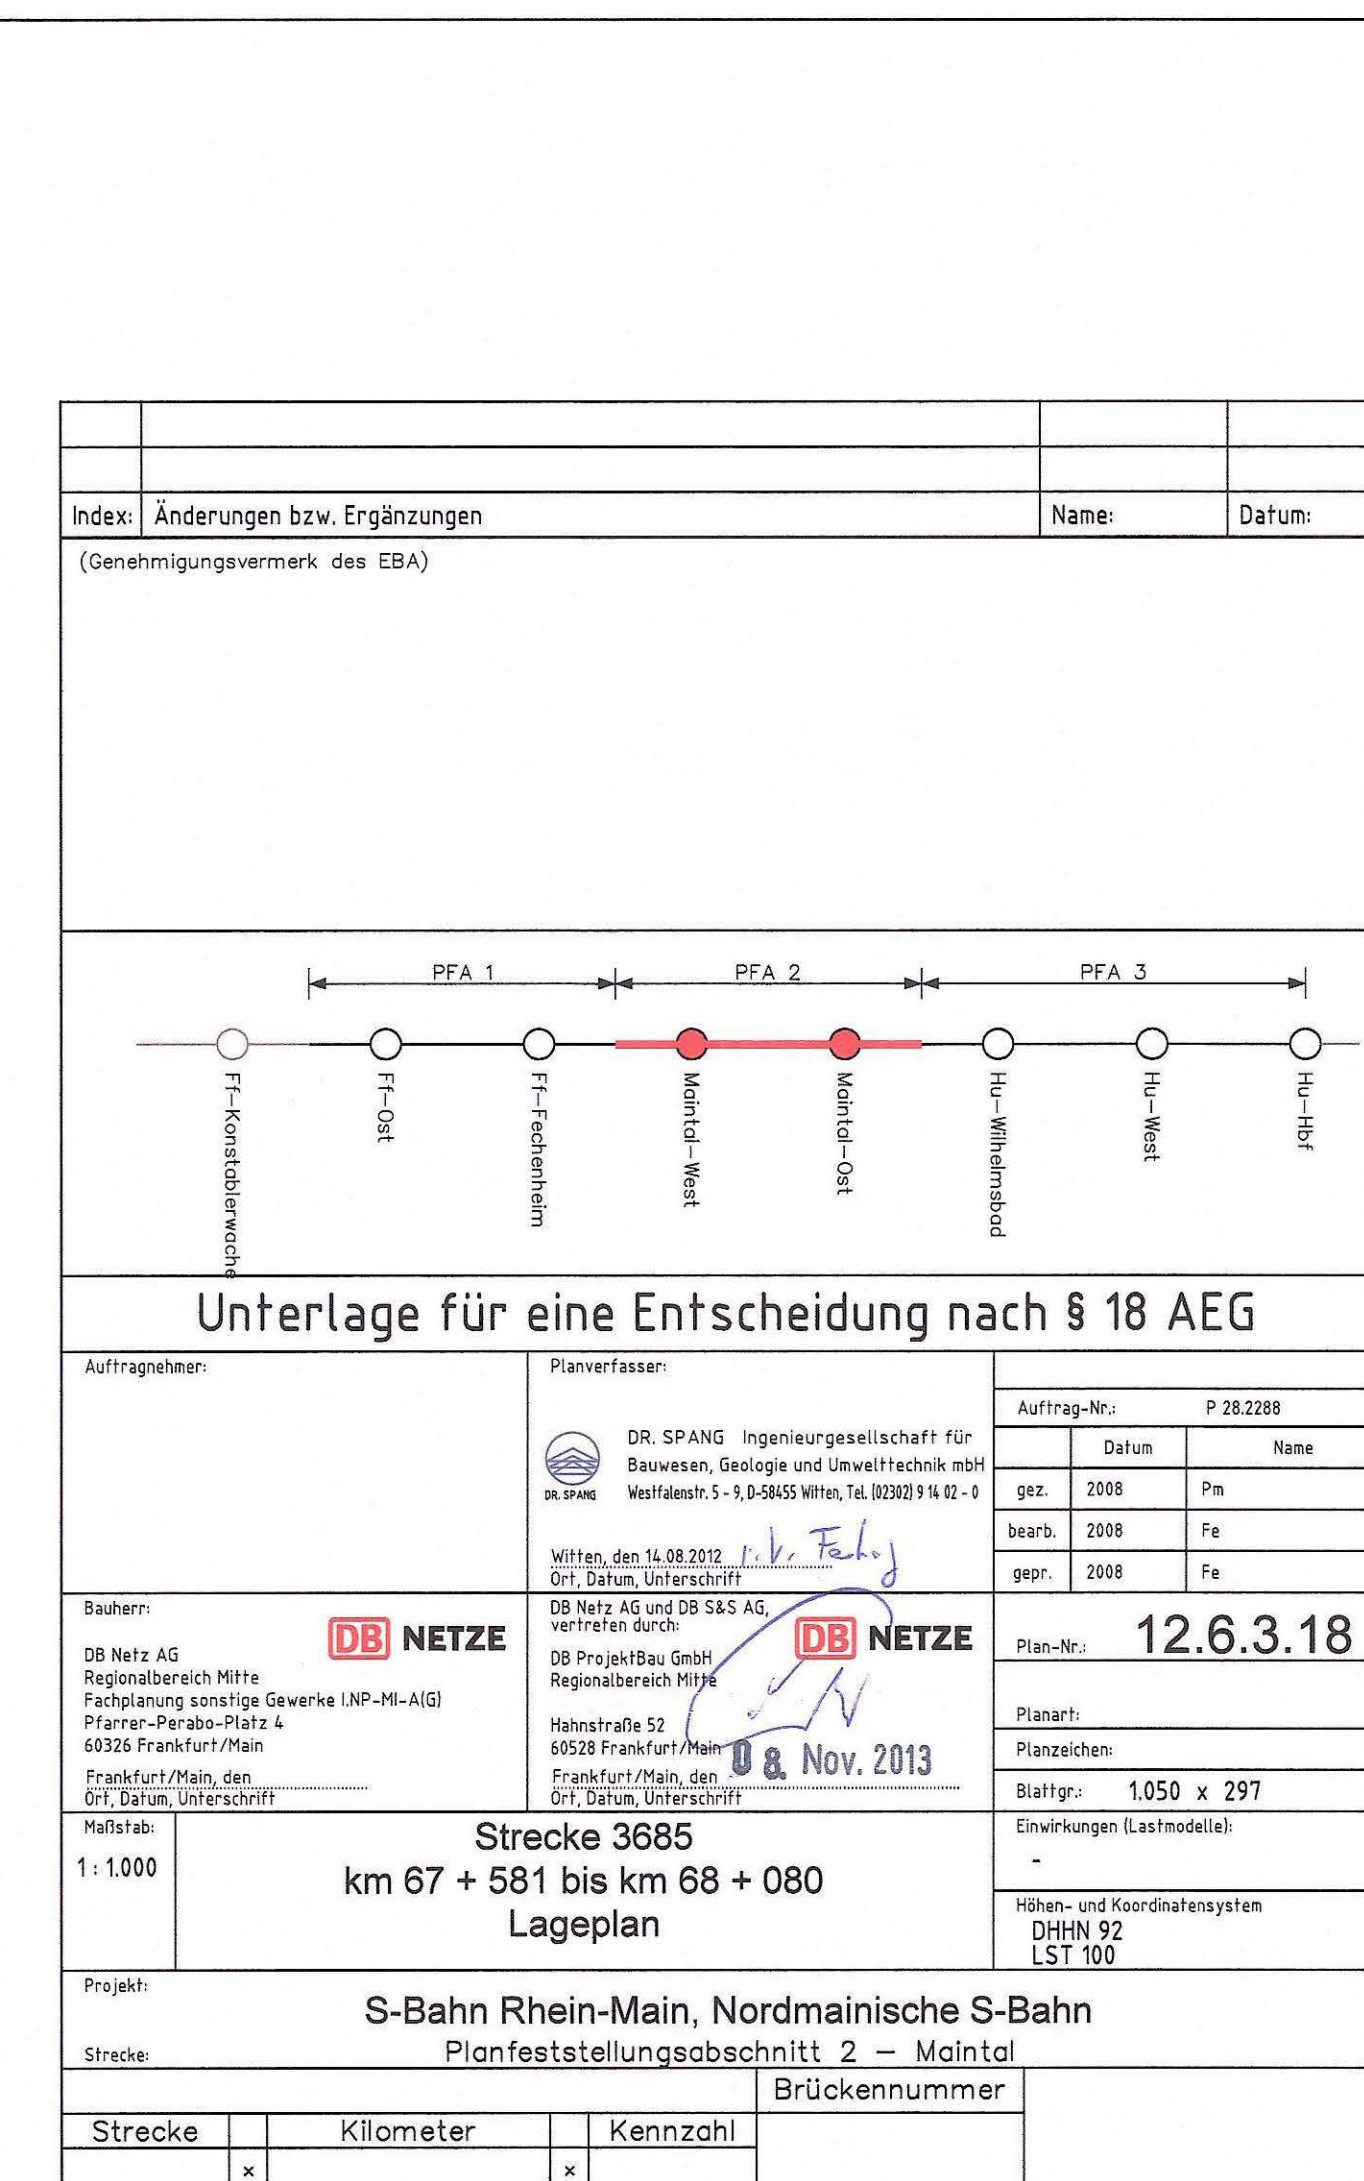 Index: Änderungen bzw. Ergänzungen Name: Datum:
(Genehmigungsvermerk des EBA)
PFA 1 PFA 2 PFA 3
Ff-Konstablerwache
Ff-Ost
Ff-Fechenheim
Maintal-West
Maintal-Ost
Hu-Wilhelmsbad
Hu-West
Hu-Hbf
Unterlage für eine Entscheidung nach § 18 AEG
Auftragnehmer:
Planverfasser:
DR. SPANG
DR. SPANG Ingenieurgesellschaft für
Bauwesen, Geologie und Umwelttechnik mbH
Westfalenstr. 5 - 9, D-58455 Witten, Tel. (02302) 9 14 02 - 0
Witten, den 14.08.2012
Ort, Datum, Unterschrift
Auftrag-Nr.: P 28.2288
Datum Name
gez. 2008 Pm
bearb. 2008 Fe
gepr. 2008 Fe
Bauherr:
DB NETZE
DB Netz AG
Regionalbereich Mitte
Fachplanung sonstige Gewerke I.NP-MI-A(G)
Pfarrer-Perabo-Platz 4
60326 Frankfurt/Main
Frankfurt/Main, den
Ort, Datum, Unterschrift
DB Netz AG und DB S&S AG,
vertreten durch:
DB NETZE
DB ProjektBau GmbH
Regionalbereich Mitte
Hahnstraße 52
60528 Frankfurt/Main
Frankfurt/Main, den 08. Nov. 2013
Ort, Datum, Unterschrift
Plan-Nr.: 12.6.3.18
Planart:
Planzeichen:
Blattgr.: 1.050 x 297
Maßstab:
1 : 1.000
Strecke 3685
km 67 + 581 bis km 68 + 080
Lageplan
Einwirkungen (Lastmodelle):
-
Höhen- und Koordinatensystem
DHHN 92
LST 100
Projekt:
S-Bahn Rhein-Main, Nordmainische S-Bahn
Strecke: Planfeststellungsabschnitt 2 - Maintal
Brückennummer
Strecke Kilometer Kennzahl
x x